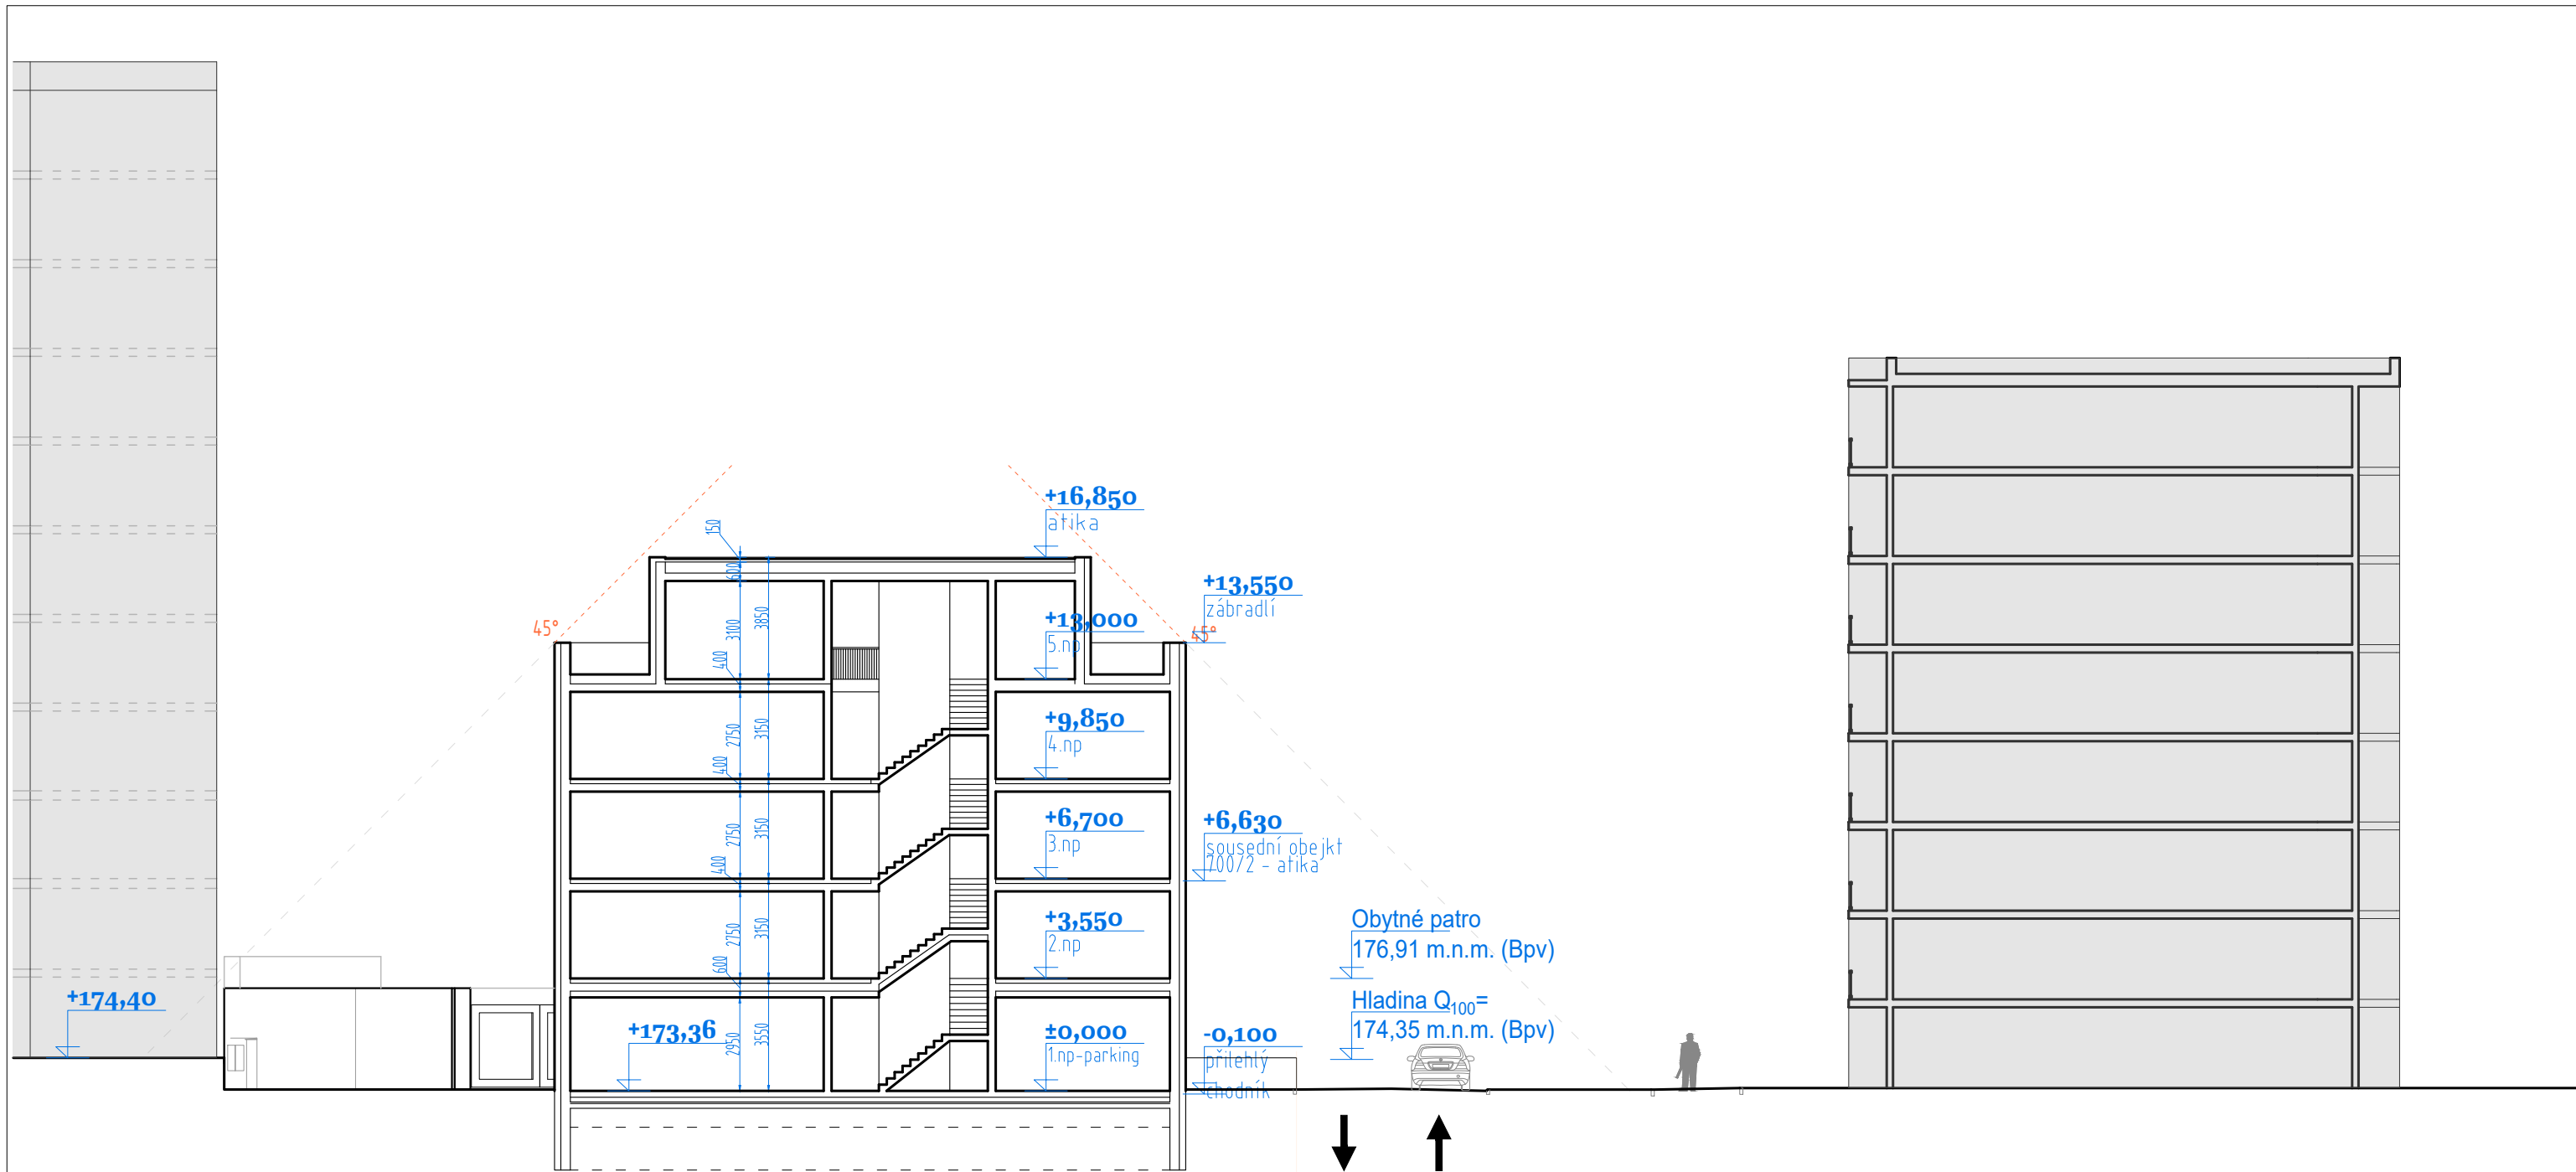 +16,850
atika
150
600
+13,550
zábradlí
3100
3850
+13,000
5.np
45°
45°
400
+9,850
4.np
2750
3150
400
+6,700
3.np
2750
3150
+6,630
sousední obejkt
700/2 - atika
400
+3,550
2.np
2750
3150
Obytné patro
176,91 m.n.m. (Bpv)
600
+174,40
Hladina Q₁₀₀=
174,35 m.n.m. (Bpv)
+173,36
2950
3550
±0,000
1.np-parking
-0,100
přilehlý
chodník